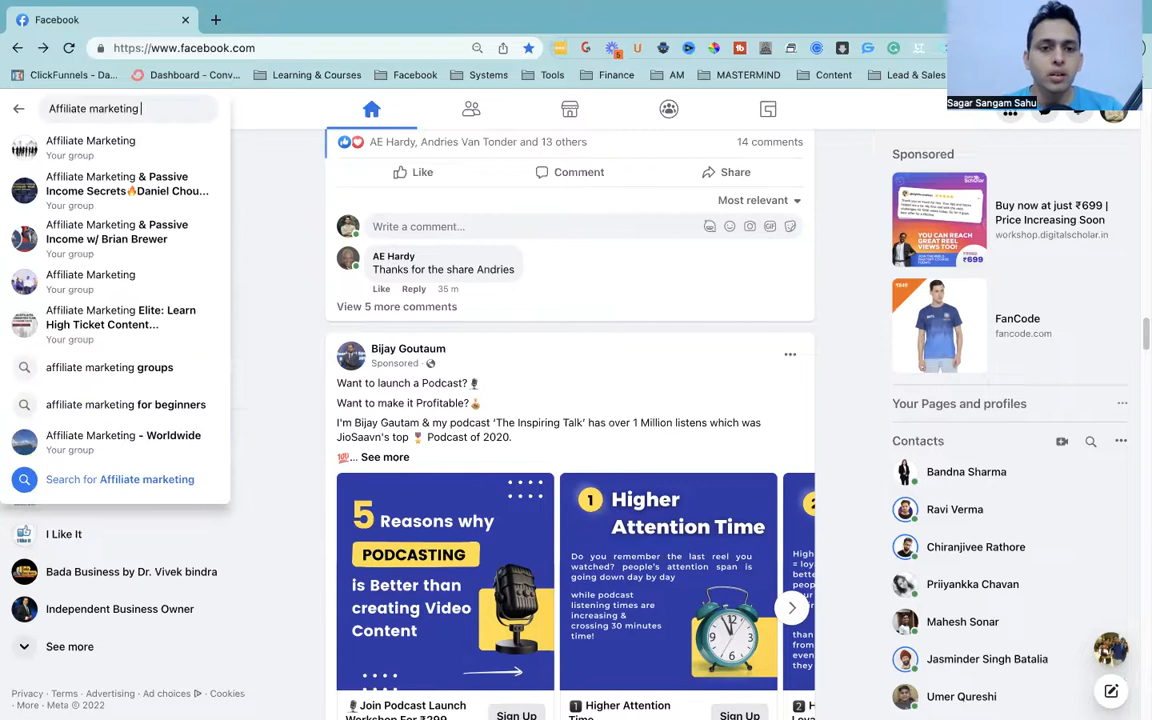 Facebook
https://www.facebook.com
ClickFunnels - Da...
Dashboard - Conv...
Learning & Courses
Facebook
Systems
Tools
Finance
AM
MASTERMIND
Content
Lead & Sales
Sagar Sangam Sahu
Affiliate marketing
Affiliate Marketing
Your group
Affiliate Marketing & Passive
Income Secrets🔥Daniel Chou...
Your group
Affiliate Marketing & Passive
Income w/ Brian Brewer
Your group
Affiliate Marketing
Your group
Affiliate Marketing Elite: Learn
High Ticket Content...
Your group
affiliate marketing groups
affiliate marketing for beginners
Affiliate Marketing - Worldwide
Your group
Search for Affiliate marketing
I Like It
Bada Business by Dr. Vivek bindra
Independent Business Owner
See more
Privacy · Terms · Advertising · Ad choices · Cookies
· More · Meta © 2022
AE Hardy, Andries Van Tonder and 13 others
14 comments
Like
Comment
Share
Most relevant
Write a comment...
AE Hardy
Thanks for the share Andries
Like Reply 35 m
View 5 more comments
Bijay Goutaum
Sponsored ·
Want to launch a Podcast?🎙️
Want to make it Profitable?💰
I'm Bijay Gautam & my podcast ‘The Inspiring Talk’ has over 1 Million listens which was
JioSaavn's top 🎖️ Podcast of 2020.
💯... See more
5 Reasons why
PODCASTING
is Better than
creating Video
Content
1 Higher
Attention Time
Do you remember the last reel you
watched? people's attention span is
going down day by day
while podcast
listening times are
increasing &
crossing 30 minutes
time!
🎙️Join Podcast Launch
Workshop For ₹299
Sign Up
1 Higher Attention
Time
Sign Up
Sponsored
YOU CAN REACH
GREAT REEL
VIEWS TOO!
₹699
Buy now at just ₹699 |
Price Increasing Soon
workshop.digitalscholar.in
FanCode
fancode.com
Your Pages and profiles
Contacts
Bandna Sharma
Ravi Verma
Chiranjivee Rathore
Priiyankka Chavan
Mahesh Sonar
Jasminder Singh Batalia
Umer Qureshi